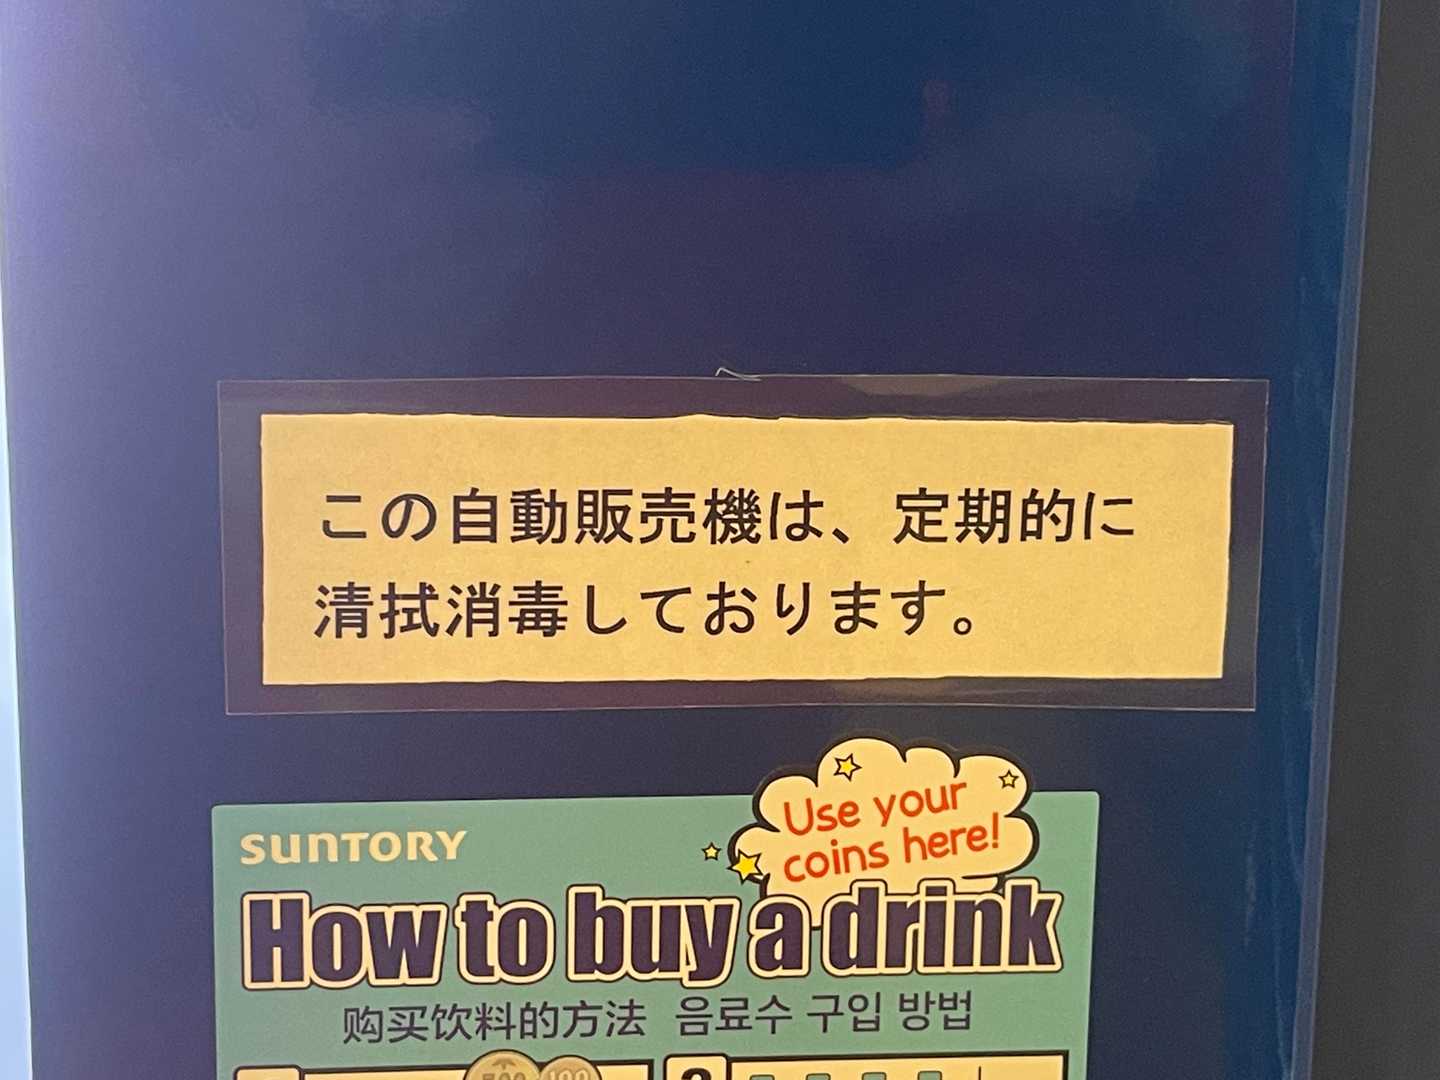 この自動販売機は、定期的に
清拭消毒しております。
Use your
coins here!
SUNTORY
How to buy a drink
购买饮料的方法 음료수 구입 방법